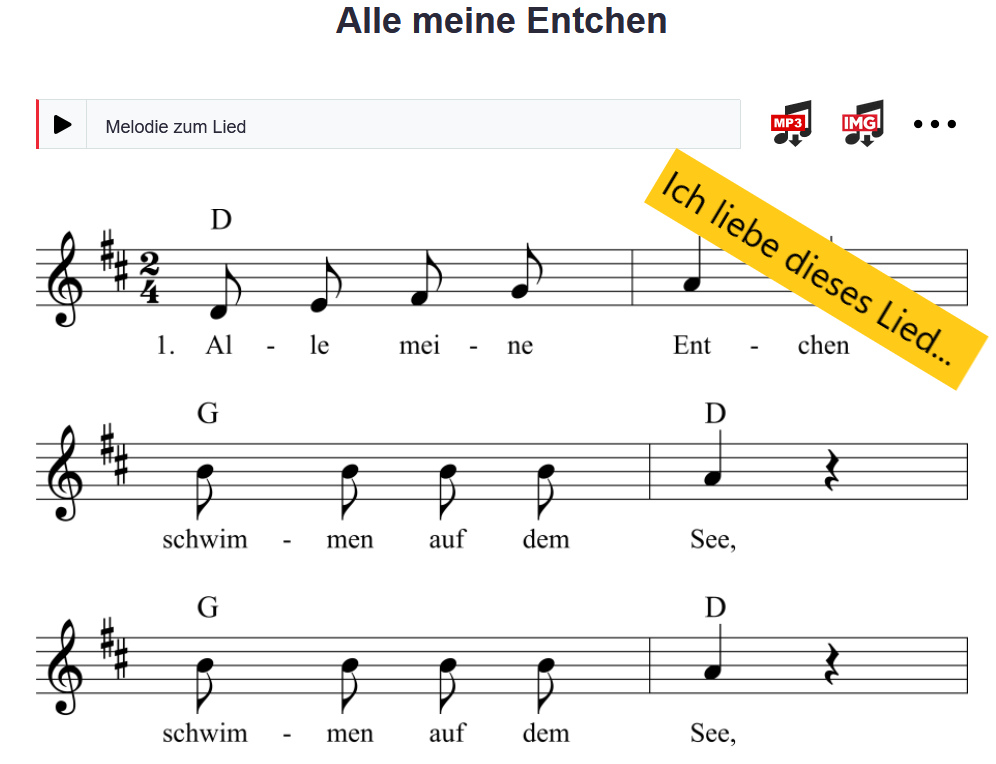 Alle meine Entchen
Melodie zum Lied
MP3
IMG
Ich liebe dieses Lied...
D
2
4
1. Al - le mei - ne Ent - chen
G D
schwim - men auf dem See,
G D
schwim - men auf dem See,